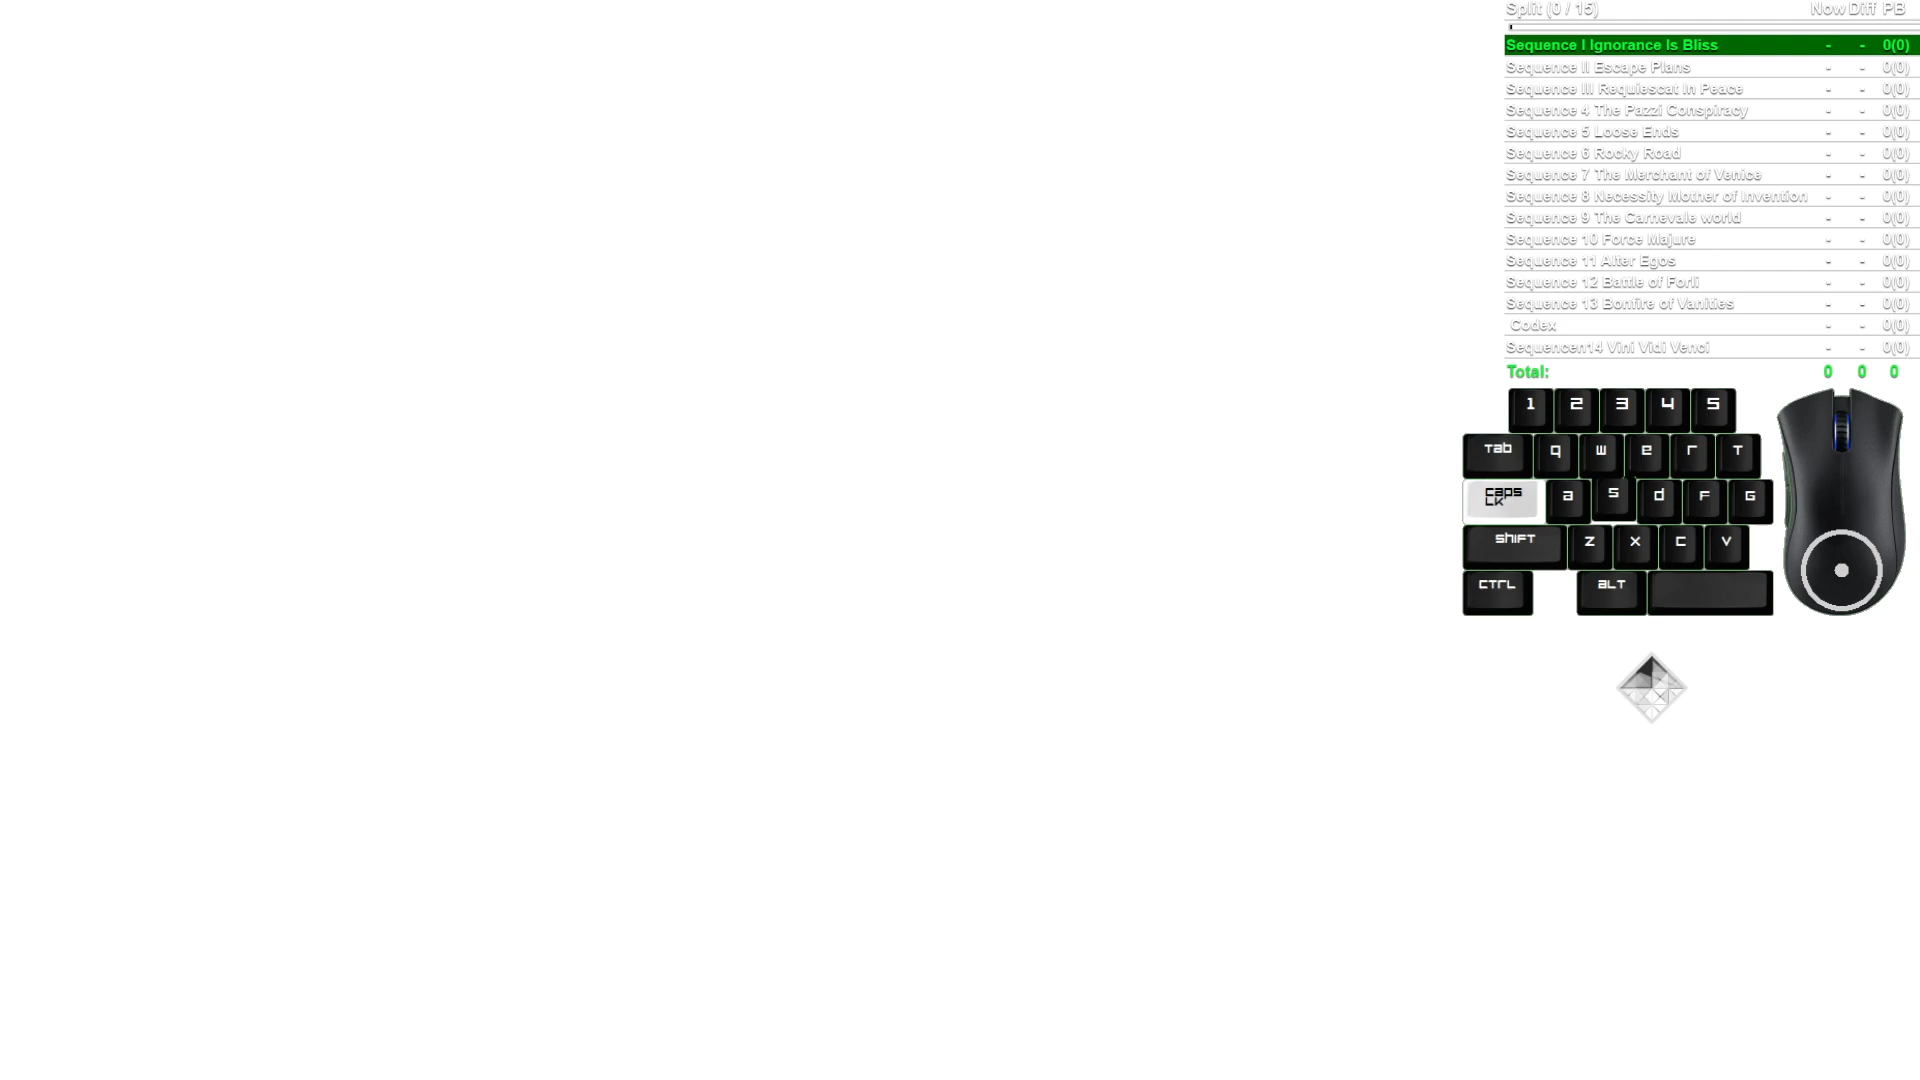 Split (0 / 15) Now Diff PB
Sequence I Ignorance Is Bliss - - 0(0)
Sequence II Escape Plans - - 0(0)
Sequence III Requiescat In Peace - - 0(0)
Sequence 4 The Pazzi Conspiracy - - 0(0)
Sequence 5 Loose Ends - - 0(0)
Sequence 6 Rocky Road - - 0(0)
Sequence 7 The Merchant of Venice - - 0(0)
Sequence 8 Necessity Mother of Invention - - 0(0)
Sequence 9 The Carnevale world - - 0(0)
Sequence 10 Force Majure - - 0(0)
Sequence 11 Alter Egos - - 0(0)
Sequence 12 Battle of Forli - - 0(0)
Sequence 13 Bonfire of Vanities - - 0(0)
Codex - - 0(0)
Sequencen14 Vini Vidi Venci - - 0(0)
Total: 0 0 0
1 2 3 4 5
Tab q w e r T
caps LK a s d F G
shift z x c v
CTRL aLT